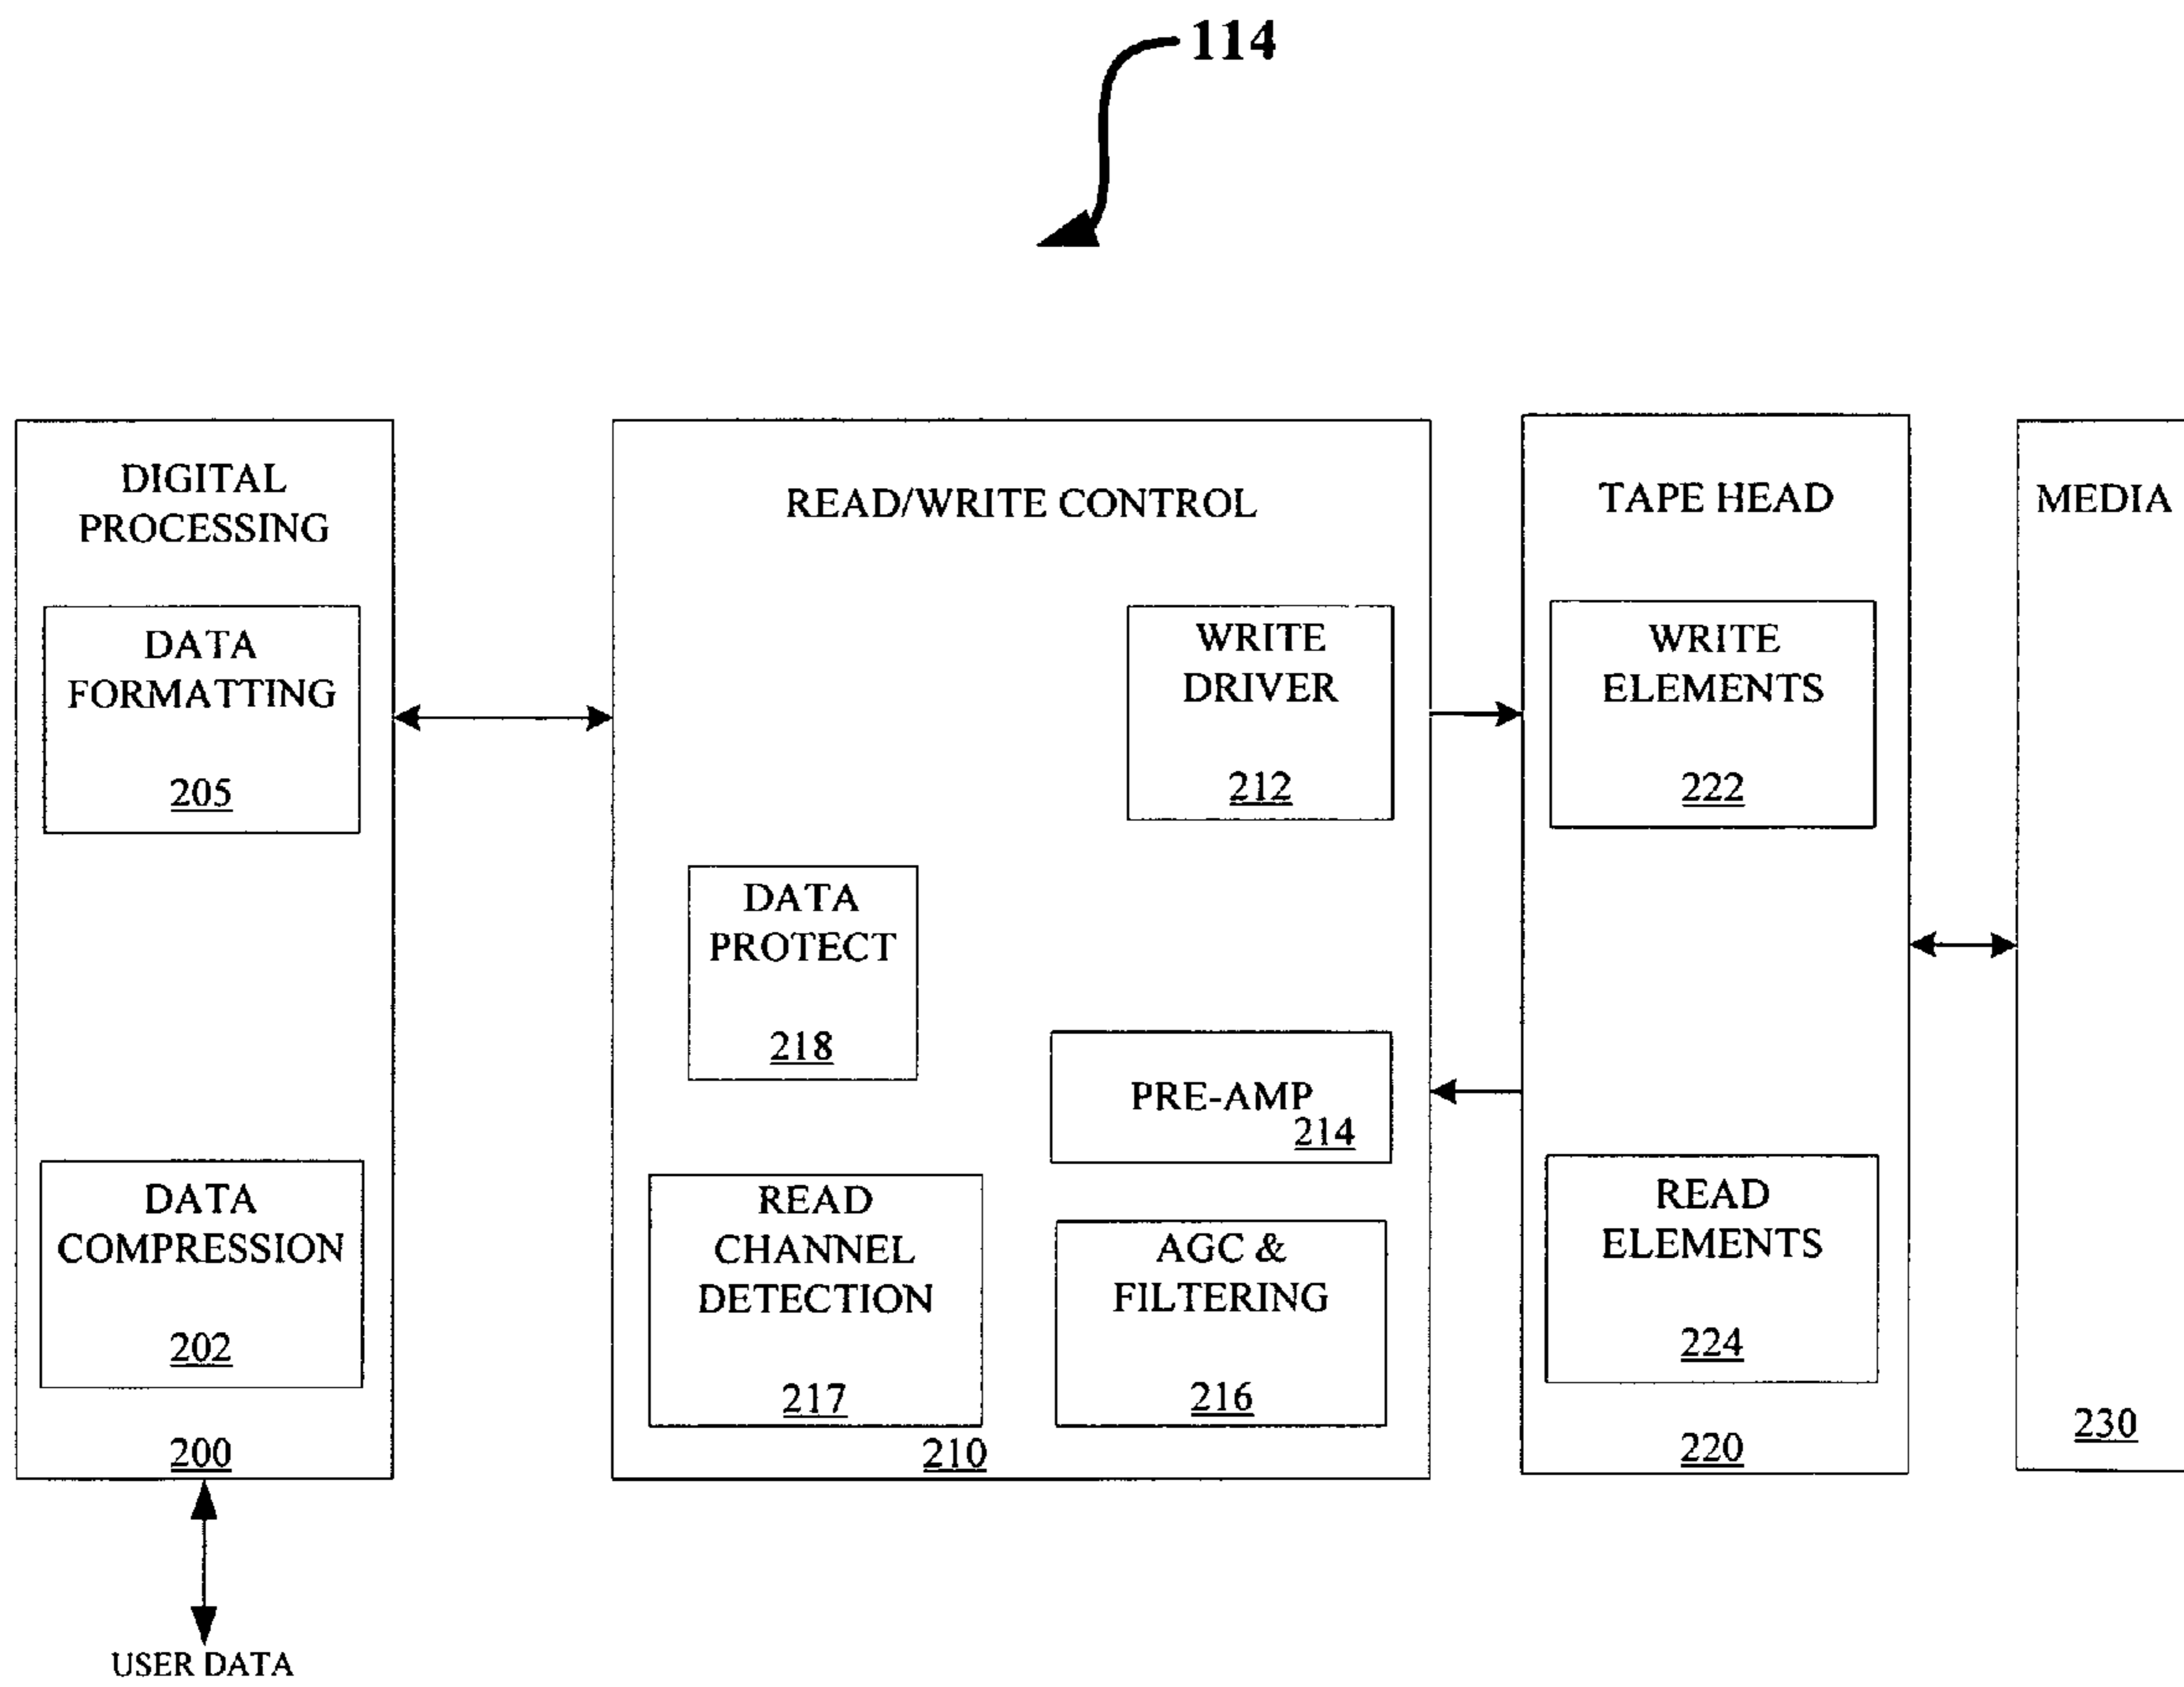 114
DIGITAL
PROCESSING
DATA
FORMATTING
205
DATA
COMPRESSION
202
200
USER DATA
READ/WRITE CONTROL
WRITE
DRIVER
212
DATA
PROTECT
218
PRE-AMP
214
READ
CHANNEL
DETECTION
217
AGC &
FILTERING
216
210
TAPE HEAD
WRITE
ELEMENTS
222
READ
ELEMENTS
224
220
MEDIA
230